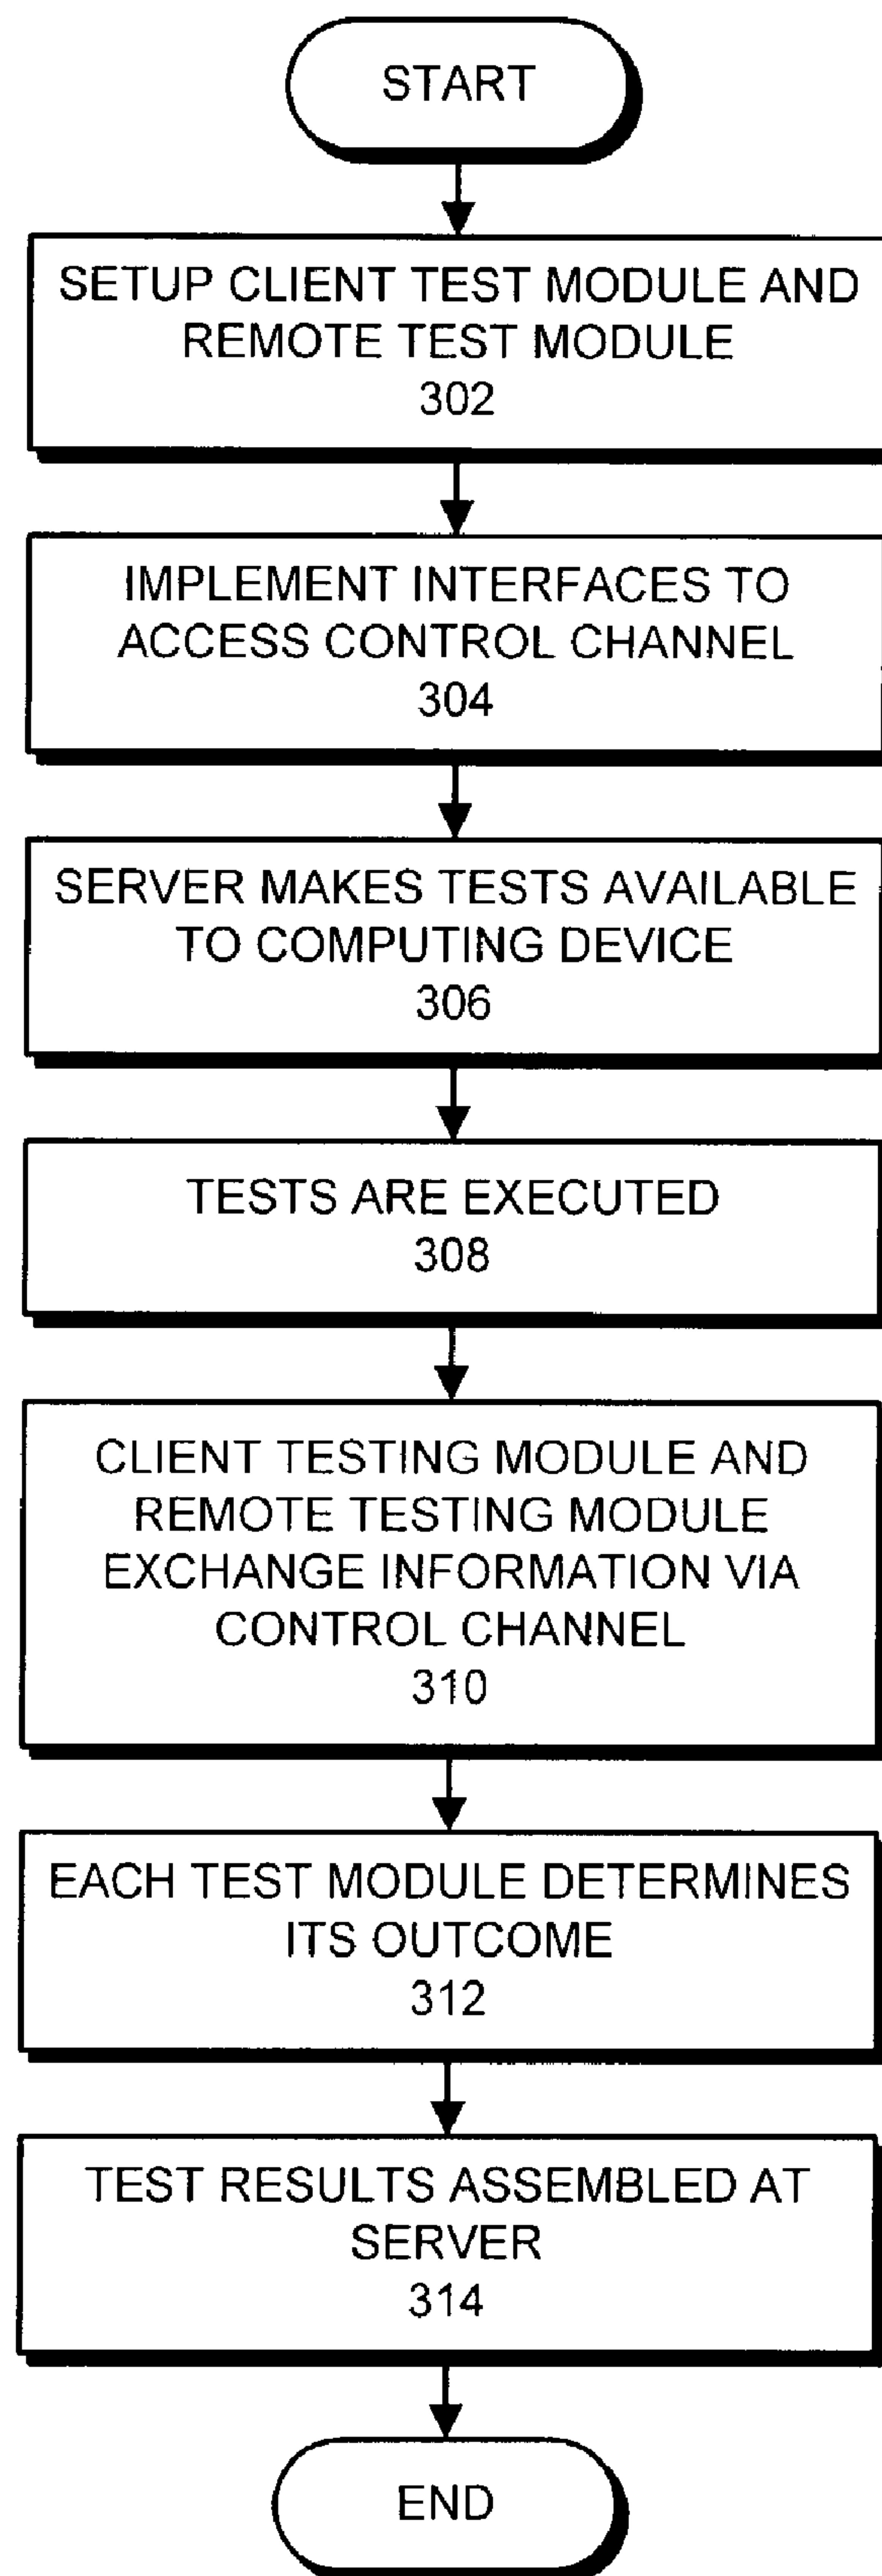 START
SETUP CLIENT TEST MODULE AND
REMOTE TEST MODULE
302
IMPLEMENT INTERFACES TO
ACCESS CONTROL CHANNEL
304
SERVER MAKES TESTS AVAILABLE
TO COMPUTING DEVICE
306
TESTS ARE EXECUTED
308
CLIENT TESTING MODULE AND
REMOTE TESTING MODULE
EXCHANGE INFORMATION VIA
CONTROL CHANNEL
310
EACH TEST MODULE DETERMINES
ITS OUTCOME
312
TEST RESULTS ASSEMBLED AT
SERVER
314
END